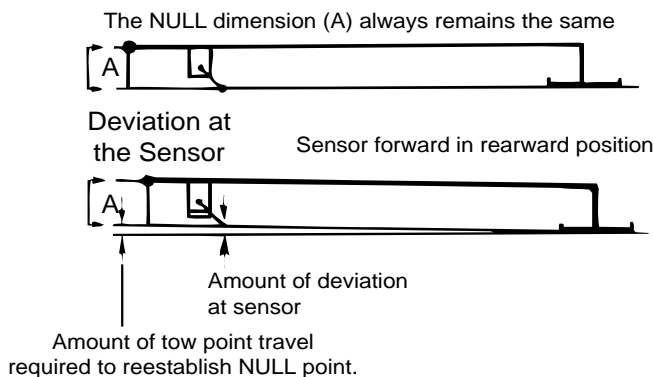 The NULL dimension (A) always remains the same
A
Deviation at
the Sensor
Sensor forward in rearward position
A
Amount of deviation
at sensor
Amount of tow point travel
required to reestablish NULL point.